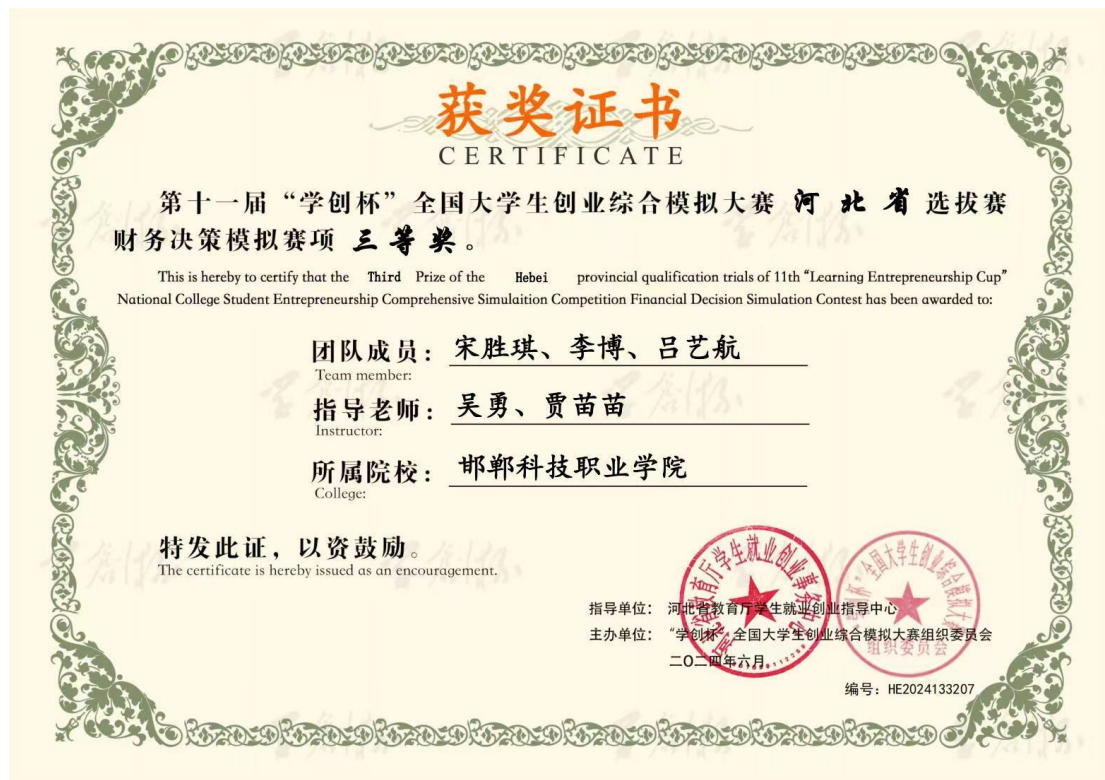 获奖证书
CERTIFICATE
第十一届“学创杯”全国大学生创业综合模拟大赛 河北省 选拔赛
财务决策模拟赛项 三等奖。
This is hereby to certify that the Third Prize of the Hebei provincial qualification trials of 11th “Learning Entrepreneurship Cup”
National College Student Entrepreneurship Comprehensive Simulaition Competition Financial Decision Simulation Contest has been awarded to:
团队成员：宋胜琪、李博、吕艺航
Team member:
指导老师：吴勇、贾苗苗
Instructor:
所属院校：邯郸科技职业学院
College:
特发此证，以资鼓励。
The certificate is hereby issued as an encouragement.
指导单位：河北省教育厅学生就业创业指导中心
主办单位：“学创杯”全国大学生创业综合模拟大赛组织委员会
二〇二四年六月
编号：HE2024133207